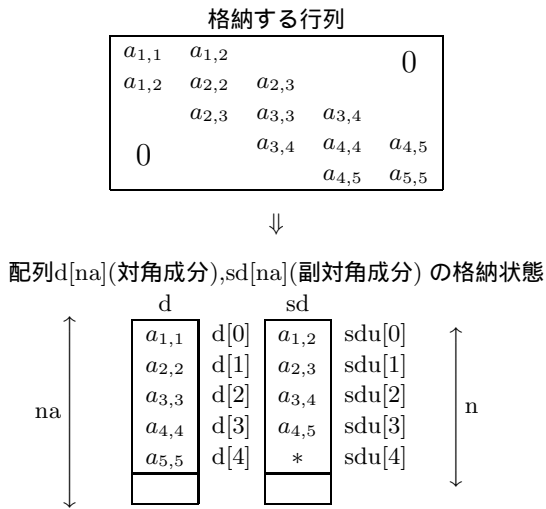 格納する行列
a1,1 a1,2 0
a1,2 a2,2 a2,3
a2,3 a3,3 a3,4
0 a3,4 a4,4 a4,5
a4,5 a5,5
⇓
配列d[na](対角成分),sd[na](副対角成分) の格納状態
d sd
a1,1 d[0] a1,2 sdu[0]
a2,2 d[1] a2,3 sdu[1]
a3,3 d[2] a3,4 sdu[2]
na n
a4,4 d[3] a4,5 sdu[3]
a5,5 d[4] * sdu[4]